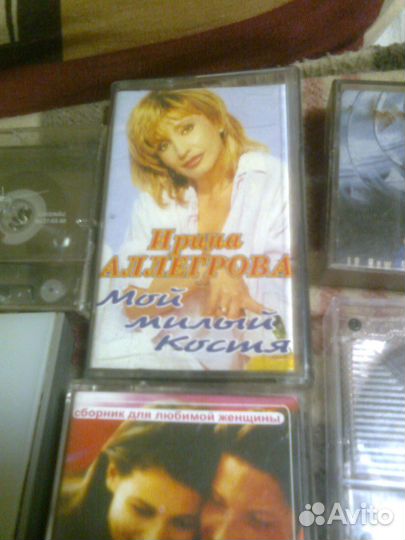 Ирина
АЛЛЕГРОВА
Мой
милый
Костя
сборник для любимой женщины
Avito